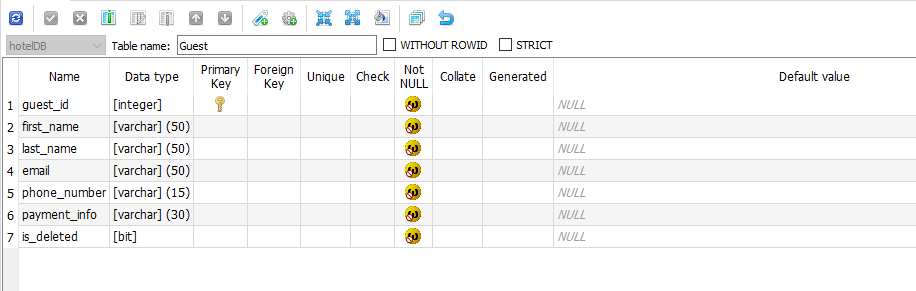 hotelDB Table name: Guest WITHOUT ROWID STRICT
Name Data type Primary Key Foreign Key Unique Check Not NULL Collate Generated Default value
1 guest_id [integer] NULL
2 first_name [varchar] (50) NULL
3 last_name [varchar] (50) NULL
4 email [varchar] (50) NULL
5 phone_number [varchar] (15) NULL
6 payment_info [varchar] (30) NULL
7 is_deleted [bit] NULL